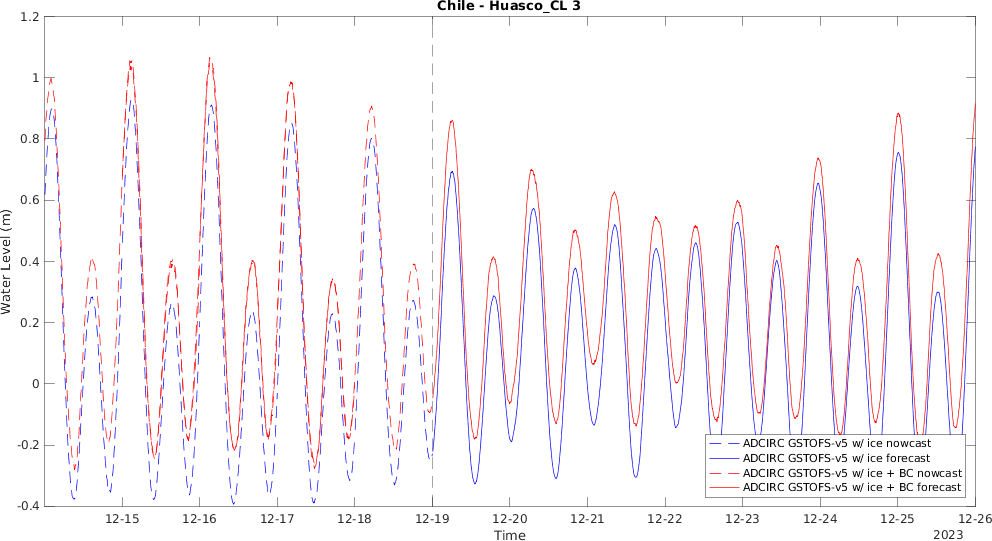 Chile - Huasco_CL 3
1.2
1
0.8
0.6
0.4
0.2
0
-0.2
-0.4
Water Level (m)
ADCIRC GSTOFS-v5 w/ ice nowcast
ADCIRC GSTOFS-v5 w/ ice forecast
ADCIRC GSTOFS-v5 w/ ice + BC nowcast
ADCIRC GSTOFS-v5 w/ ice + BC forecast
12-15 12-16 12-17 12-18 12-19 12-20 12-21 12-22 12-23 12-24 12-25 12-26
Time
2023